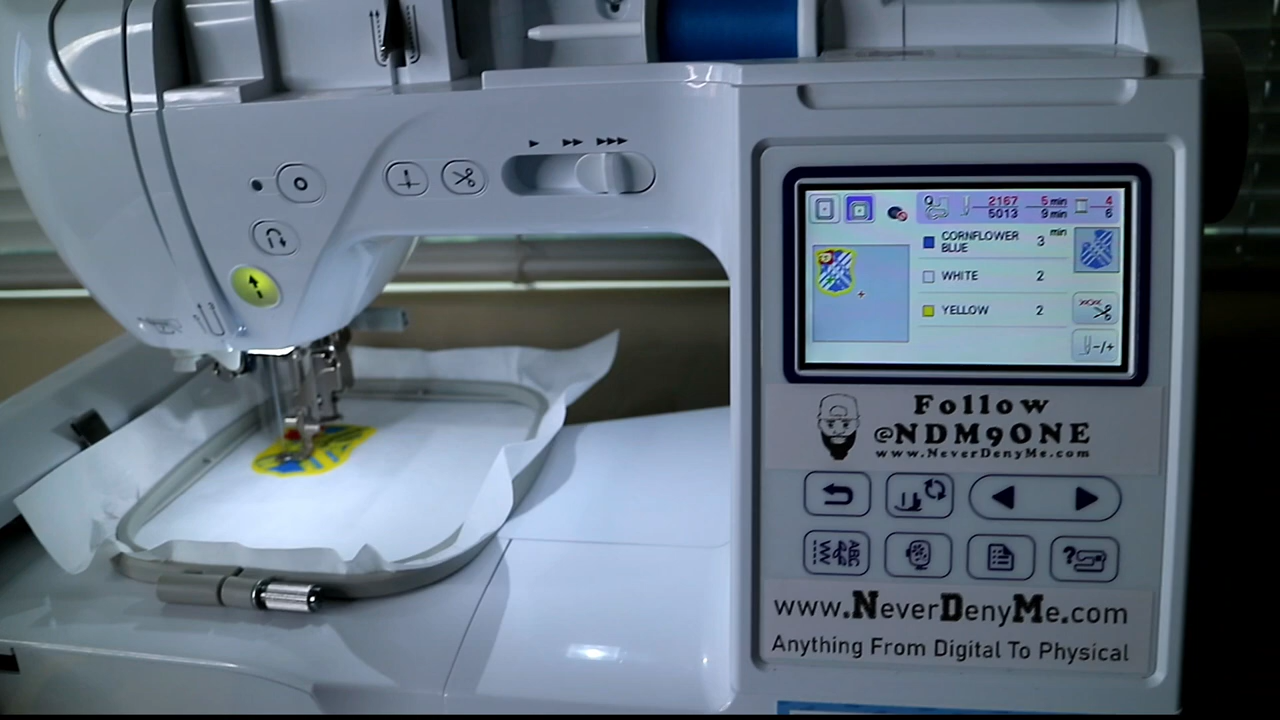 2167 5 min 4
5013 9 min 6
min
CORNFLOWER BLUE 3
WHITE 2
YELLOW 2
-/+
Follow
@NDM9ONE
www.NeverDenyMe.com
ABC
?
www.NeverDenyMe.com
Anything From Digital To Physical